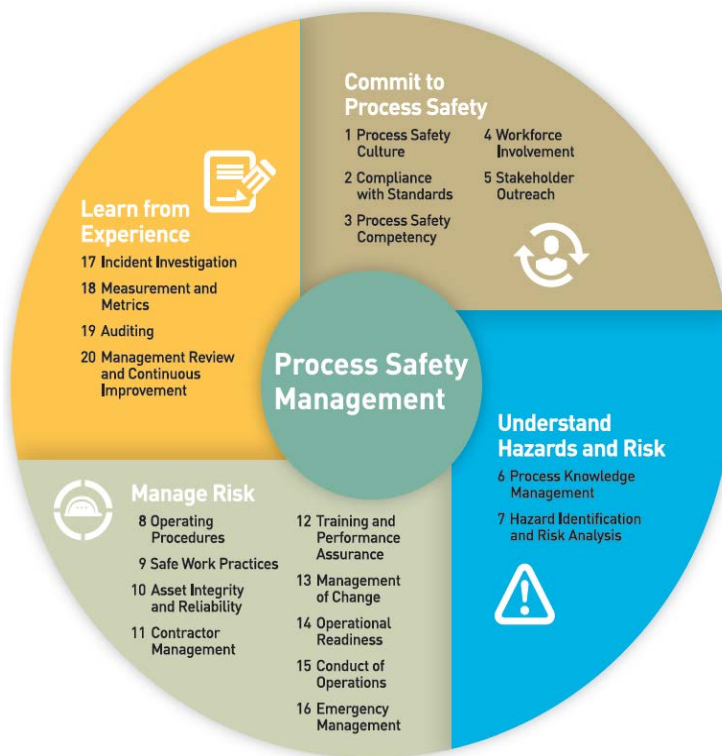 Commit to
Process Safety
1 Process Safety
Culture
2 Compliance
with Standards
3 Process Safety
Competency
4 Workforce
Involvement
5 Stakeholder
Outreach
Understand
Hazards and Risk
6 Process Knowledge
Management
7 Hazard Identification
and Risk Analysis
Manage Risk
8 Operating
Procedures
9 Safe Work Practices
10 Asset Integrity
and Reliability
11 Contractor
Management
12 Training and
Performance
Assurance
13 Management
of Change
14 Operational
Readiness
15 Conduct of
Operations
16 Emergency
Management
Learn from
Experience
17 Incident Investigation
18 Measurement and
Metrics
19 Auditing
20 Management Review
and Continuous
Improvement
Process Safety
Management